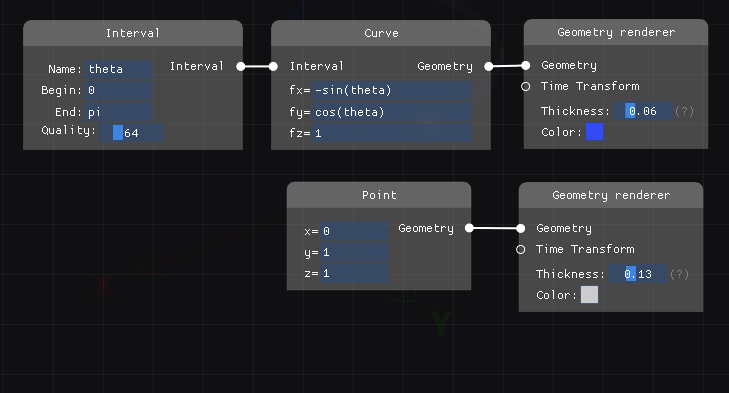 Interval
Name: theta
Interval
Begin: 0
End: pi
Quality: 64
Curve
Interval
Geometry
fx= -sin(theta)
fy= cos(theta)
fz= 1
Geometry renderer
Geometry
Time Transform
Thickness: 0.06 (?)
Color:
Point
x= 0
Geometry
y= 1
z= 1
Geometry renderer
Geometry
Time Transform
Thickness: 0.13 (?)
Color:
X
Y